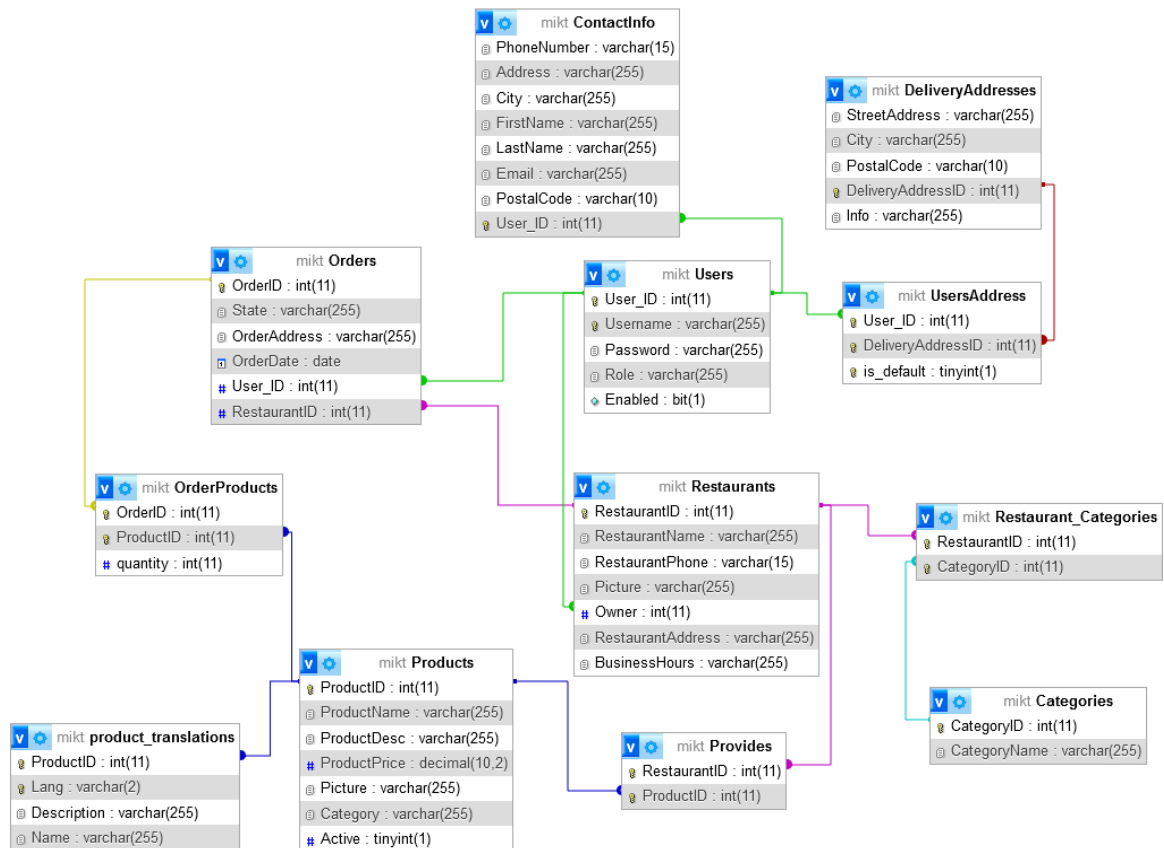 v mikt ContactInfo
PhoneNumber : varchar(15)
Address : varchar(255)
City : varchar(255)
FirstName : varchar(255)
LastName : varchar(255)
Email : varchar(255)
PostalCode : varchar(10)
User_ID : int(11)
v mikt DeliveryAddresses
StreetAddress : varchar(255)
City : varchar(255)
PostalCode : varchar(10)
DeliveryAddressID : int(11)
Info : varchar(255)
v mikt Orders
OrderID : int(11)
State : varchar(255)
OrderAddress : varchar(255)
OrderDate : date
# User_ID : int(11)
# RestaurantID : int(11)
v mikt Users
User_ID : int(11)
Username : varchar(255)
Password : varchar(255)
Role : varchar(255)
Enabled : bit(1)
v mikt UsersAddress
User_ID : int(11)
DeliveryAddressID : int(11)
is_default : tinyint(1)
v mikt OrderProducts
OrderID : int(11)
ProductID : int(11)
# quantity : int(11)
v mikt Restaurants
RestaurantID : int(11)
RestaurantName : varchar(255)
RestaurantPhone : varchar(15)
Picture : varchar(255)
# Owner : int(11)
RestaurantAddress : varchar(255)
BusinessHours : varchar(255)
v mikt Restaurant_Categories
RestaurantID : int(11)
CategoryID : int(11)
v mikt Products
ProductID : int(11)
ProductName : varchar(255)
ProductDesc : varchar(255)
# ProductPrice : decimal(10,2)
Picture : varchar(255)
Category : varchar(255)
# Active : tinyint(1)
v mikt Categories
CategoryID : int(11)
CategoryName : varchar(255)
v mikt product_translations
ProductID : int(11)
Lang : varchar(2)
Description : varchar(255)
Name : varchar(255)
v mikt Provides
RestaurantID : int(11)
ProductID : int(11)